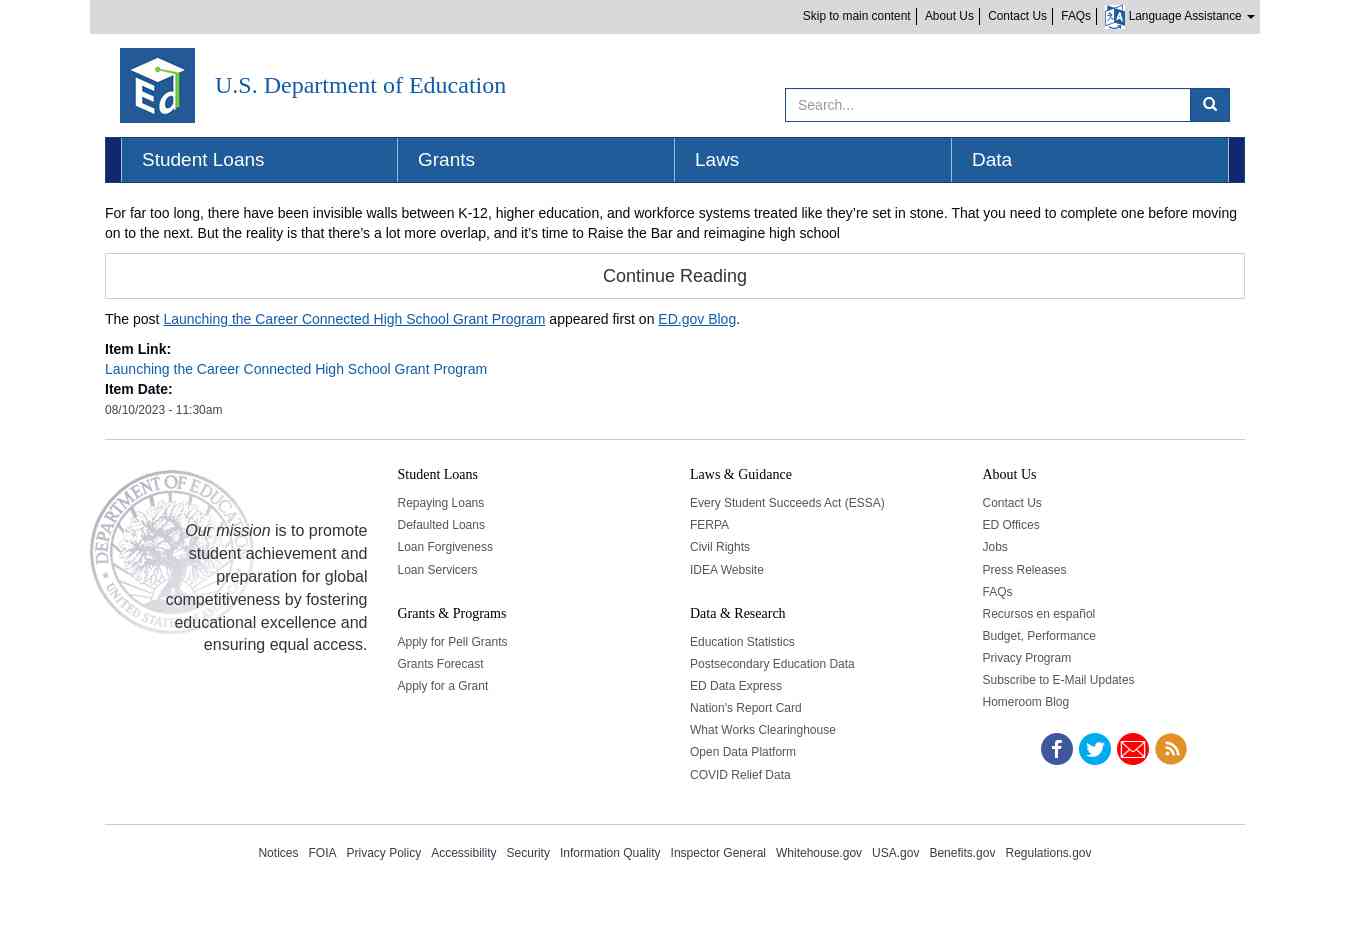 Skip to main content
About Us
Contact Us
FAQs
Language Assistance
Ed
U.S. Department of Education
Search...
Student Loans
Grants
Laws
Data
For far too long, there have been invisible walls between K-12, higher education, and workforce systems treated like they’re set in stone. That you need to complete one before moving
on to the next. But the reality is that there’s a lot more overlap, and it’s time to Raise the Bar and reimagine high school
Continue Reading
The post Launching the Career Connected High School Grant Program appeared first on ED.gov Blog.
Item Link:
Launching the Career Connected High School Grant Program
Item Date:
08/10/2023 - 11:30am
DEPARTMENT OF EDUCA
UNITED STA
Our mission is to promote
student achievement and
preparation for global
competitiveness by fostering
educational excellence and
ensuring equal access.
Student Loans
Repaying Loans
Defaulted Loans
Loan Forgiveness
Loan Servicers
Grants & Programs
Apply for Pell Grants
Grants Forecast
Apply for a Grant
Laws & Guidance
Every Student Succeeds Act (ESSA)
FERPA
Civil Rights
IDEA Website
Data & Research
Education Statistics
Postsecondary Education Data
ED Data Express
Nation's Report Card
What Works Clearinghouse
Open Data Platform
COVID Relief Data
About Us
Contact Us
ED Offices
Jobs
Press Releases
FAQs
Recursos en español
Budget, Performance
Privacy Program
Subscribe to E-Mail Updates
Homeroom Blog
Notices FOIA Privacy Policy Accessibility Security Information Quality Inspector General Whitehouse.gov USA.gov Benefits.gov Regulations.gov